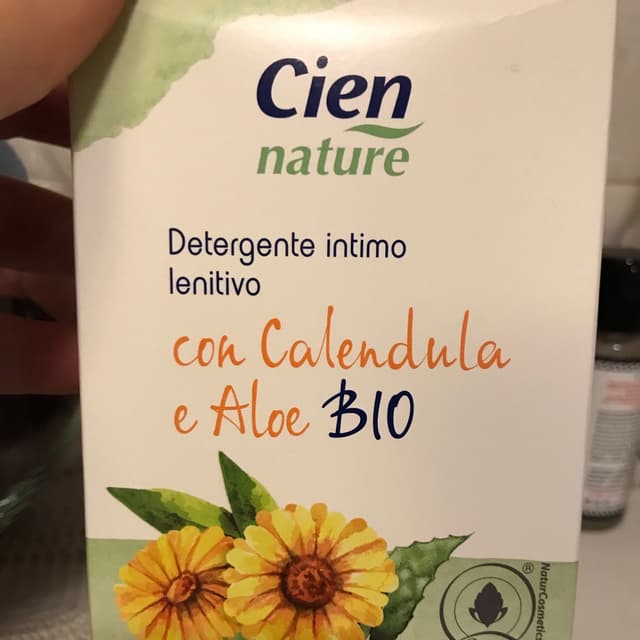 Cien
nature
Detergente intimo
lenitivo
con Calendula
e Aloe BIO
®